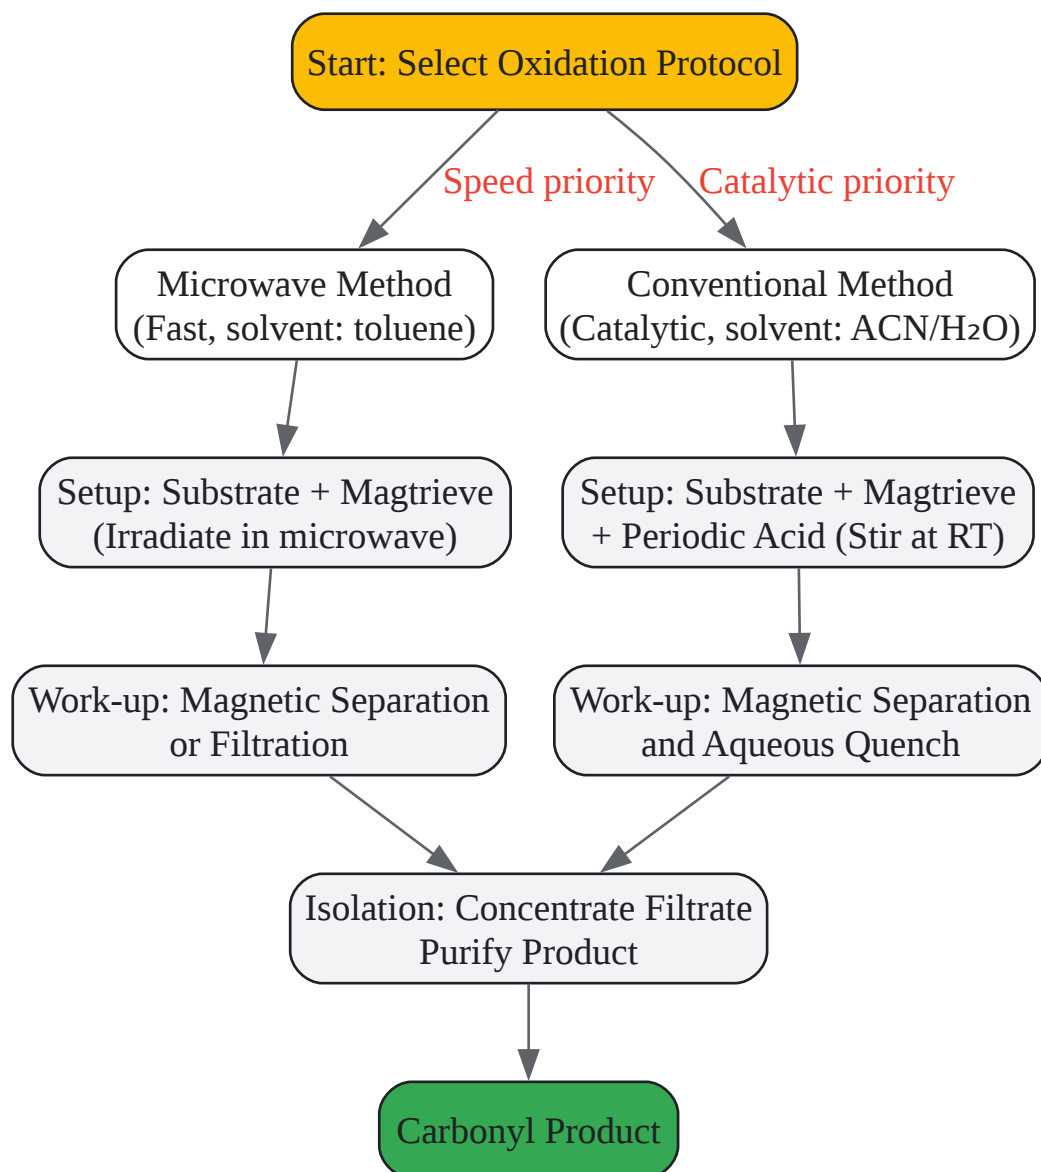 Start: Select Oxidation Protocol
Speed priority
Catalytic priority
Microwave Method
(Fast, solvent: toluene)
Conventional Method
(Catalytic, solvent: ACN/H₂O)
Setup: Substrate + Magtrieve
(Irradiate in microwave)
Setup: Substrate + Magtrieve
+ Periodic Acid (Stir at RT)
Work-up: Magnetic Separation
or Filtration
Work-up: Magnetic Separation
and Aqueous Quench
Isolation: Concentrate Filtrate
Purify Product
Carbonyl Product